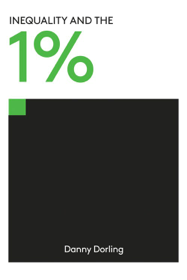 INEQUALITY AND THE
1%
Danny Dorling